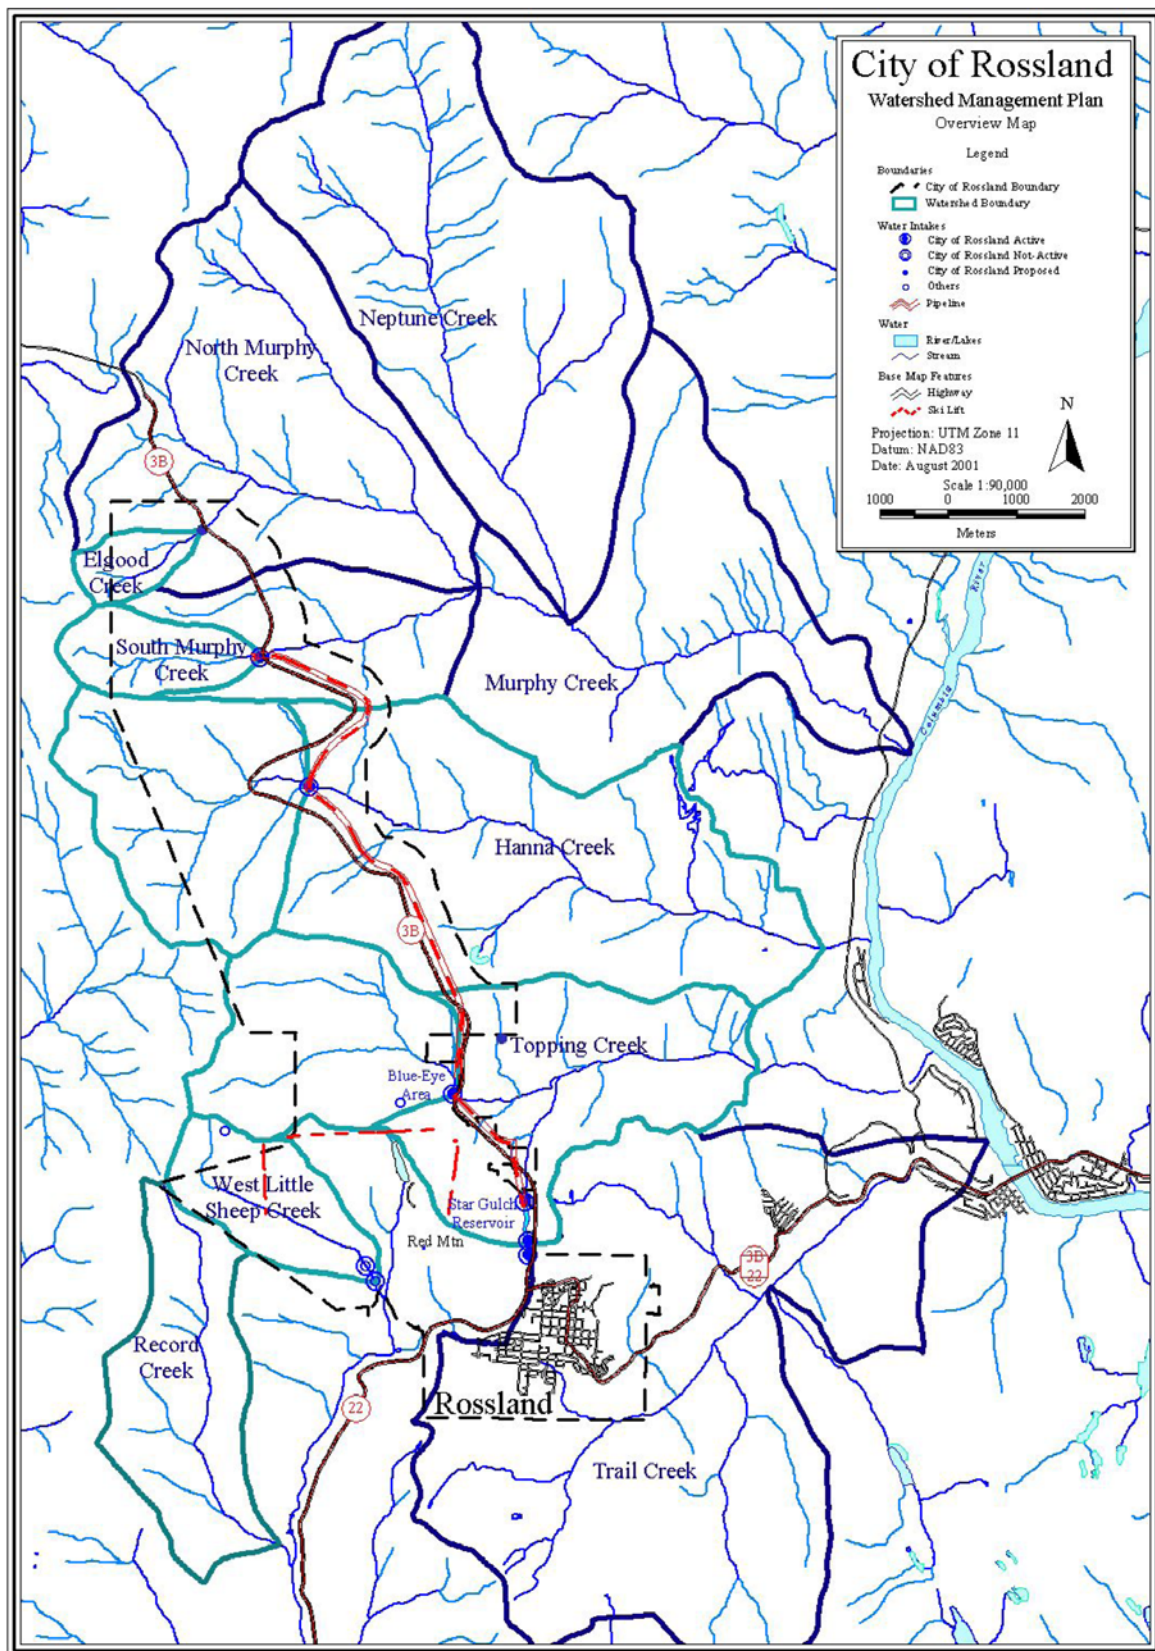 City of Rossland
Watershed Management Plan
Overview Map
Legend
Boundaries
City of Rossland Boundary
Watershed Boundary
Water Intakes
City of Rossland Active
City of Rossland Not-Active
City of Rossland Proposed
Others
Pipeline
Water
River/Lakes
Stream
Base Map Features
Highway
Ski Lift
N
Projection: UTM Zone 11
Datum: NAD83
Date: August 2001
Scale 1:90,000
1000 0 1000 2000
Meters
Neptune Creek
North Murphy
Creek
3B
Elgood
Creek
River
South Murphy
Creek
Murphy Creek
Columbia
Hanna Creek
3B
Topping Creek
Blue-Eye
Area
West Little
Sheep Creek
Star Gulch
Reservoir
Red Mtn
3B
22
Record
Creek
22
Rossland
Trail Creek